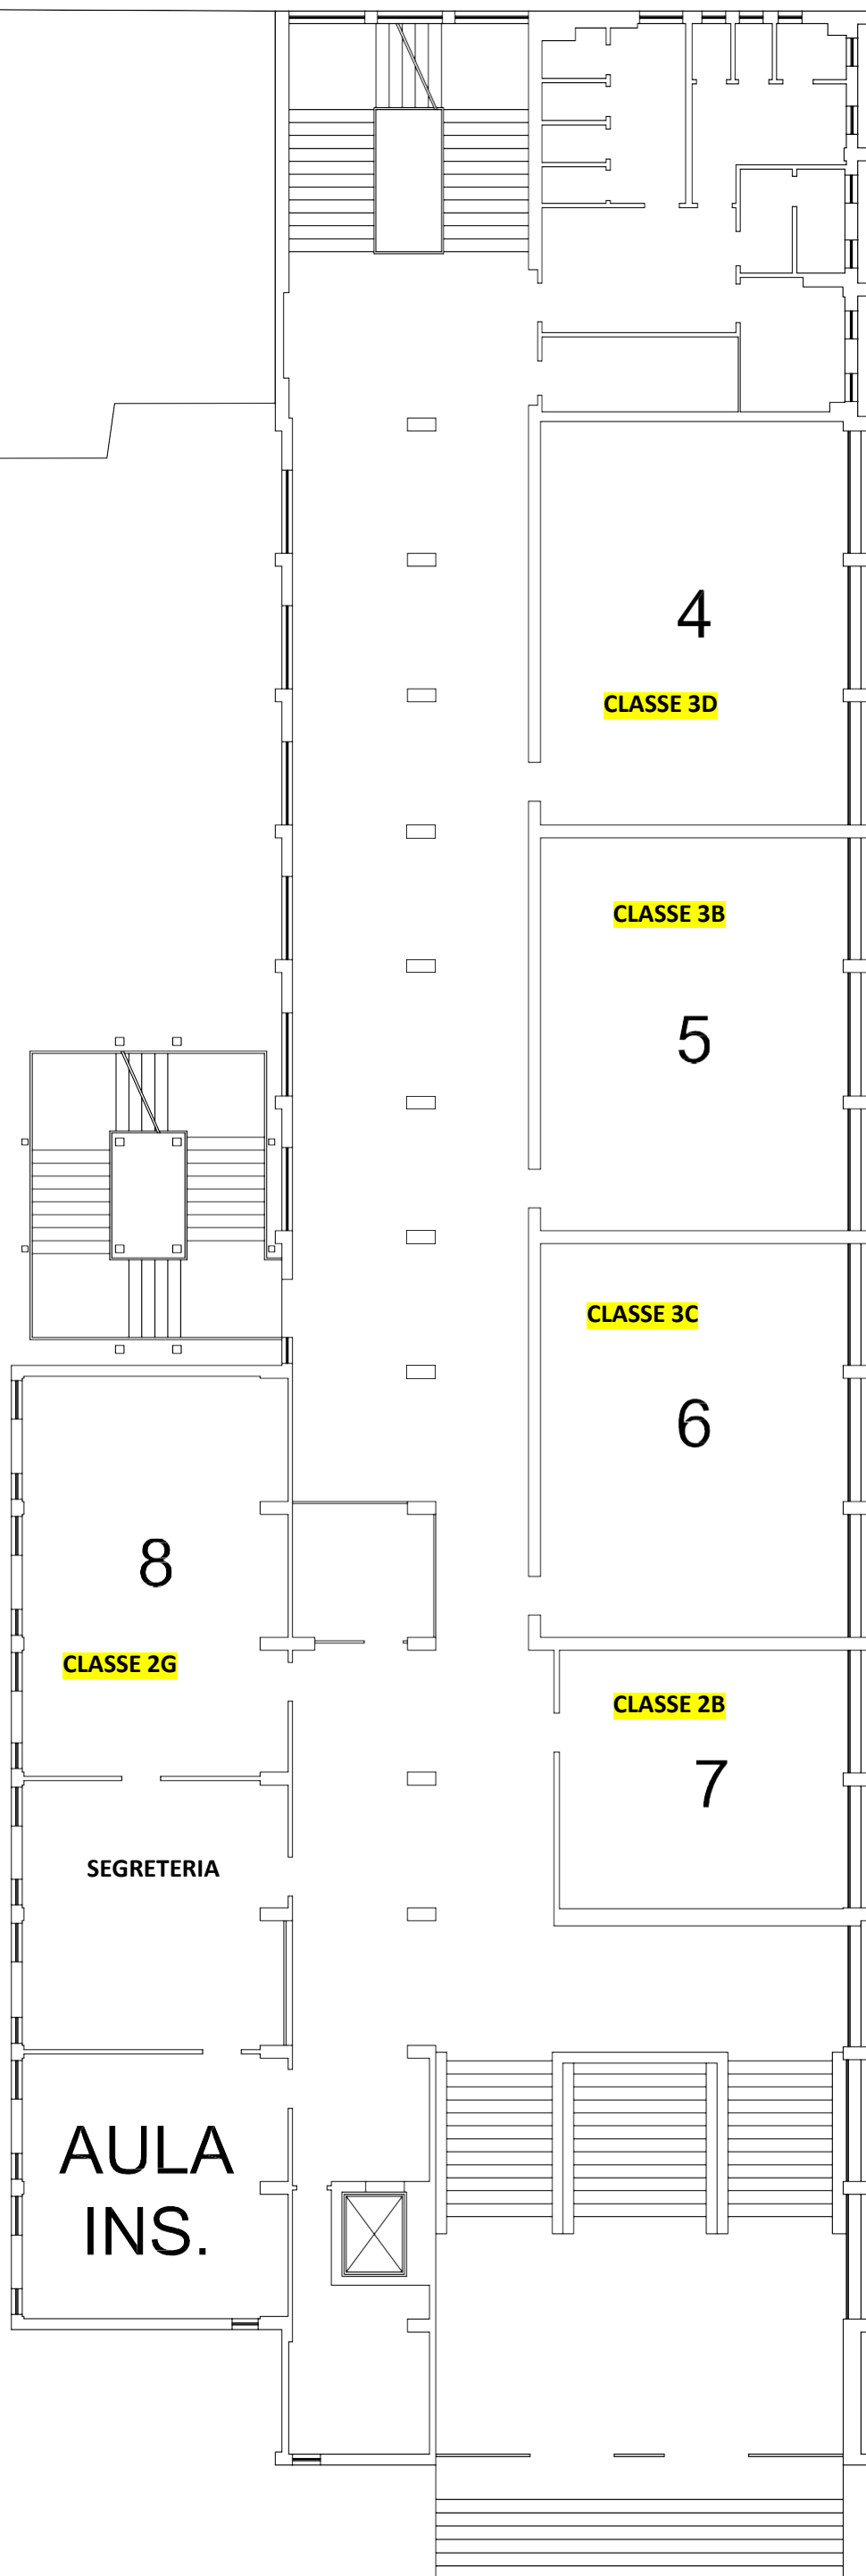 4
CLASSE 3D
CLASSE 3B
5
CLASSE 3C
6
8
CLASSE 2G
CLASSE 2B
7
SEGRETERIA
AULA
INS.